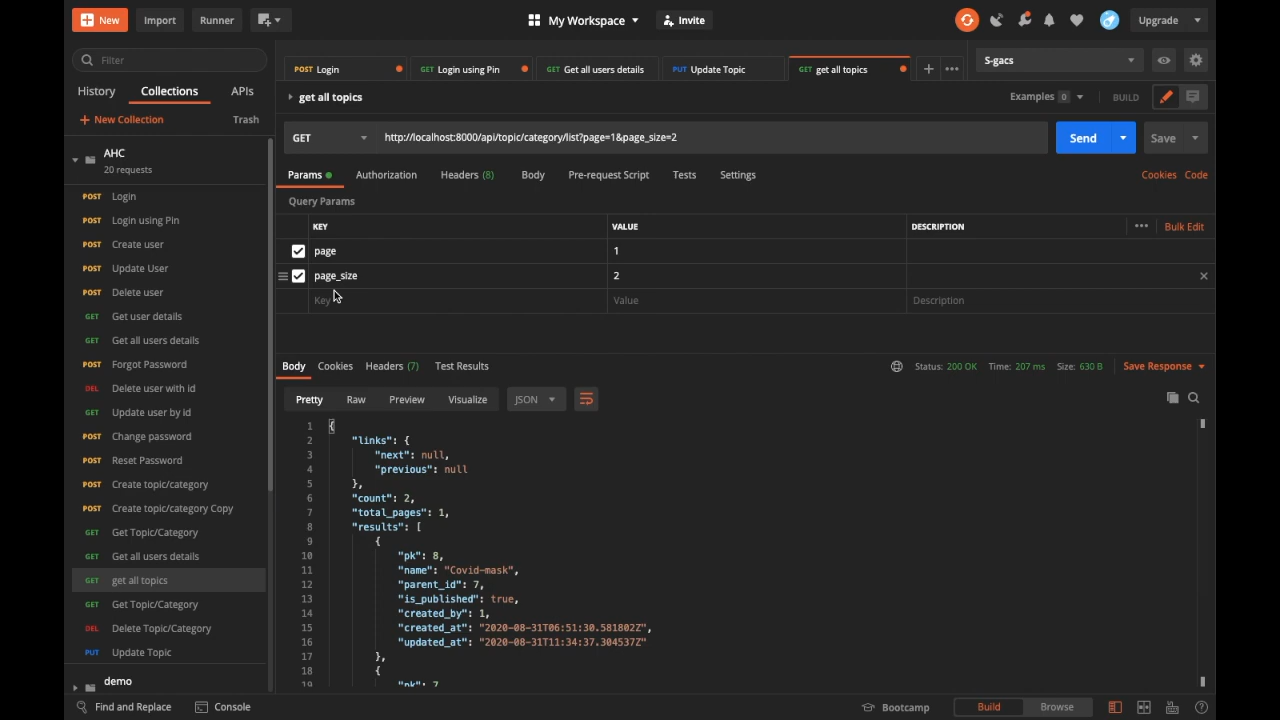 New
Import
Runner
My Workspace
Invite
Upgrade
Filter
History
Collections
APIs
New Collection
Trash
AHC
20 requests
POST Login
POST Login using Pin
POST Create user
POST Update User
POST Delete user
GET Get user details
GET Get all users details
POST Forgot Password
DEL Delete user with id
GET Update user by id
POST Change password
POST Reset Password
POST Create topic/category
POST Create topic/category Copy
GET Get Topic/Category
GET Get all users details
GET get all topics
GET Get Topic/Category
DEL Delete Topic/Category
PUT Update Topic
demo
POST Login
GET Login using Pin
GET Get all users details
PUT Update Topic
GET get all topics
S-gacs
get all topics
Examples 0
BUILD
GET
http://localhost:8000/api/topic/category/list?page=1&page_size=2
Send
Save
Params
Authorization
Headers (8)
Body
Pre-request Script
Tests
Settings
Cookies
Code
Query Params
KEY VALUE DESCRIPTION
Bulk Edit
page 1
page_size 2
Key Value Description
Body
Cookies
Headers (7)
Test Results
Status: 200 OK
Time: 207 ms
Size: 630 B
Save Response
Pretty
Raw
Preview
Visualize
JSON
1 {
2 "links": {
3 "next": null,
4 "previous": null
5 },
6 "count": 2,
7 "total_pages": 1,
8 "results": [
9 {
10 "pk": 8,
11 "name": "Covid-mask",
12 "parent_id": 7,
13 "is_published": true,
14 "created_by": 1,
15 "created_at": "2020-08-31T06:51:30.581802Z",
16 "updated_at": "2020-08-31T11:34:37.304537Z"
17 },
18 {
19 "pk": 7
Find and Replace
Console
Bootcamp
Build
Browse